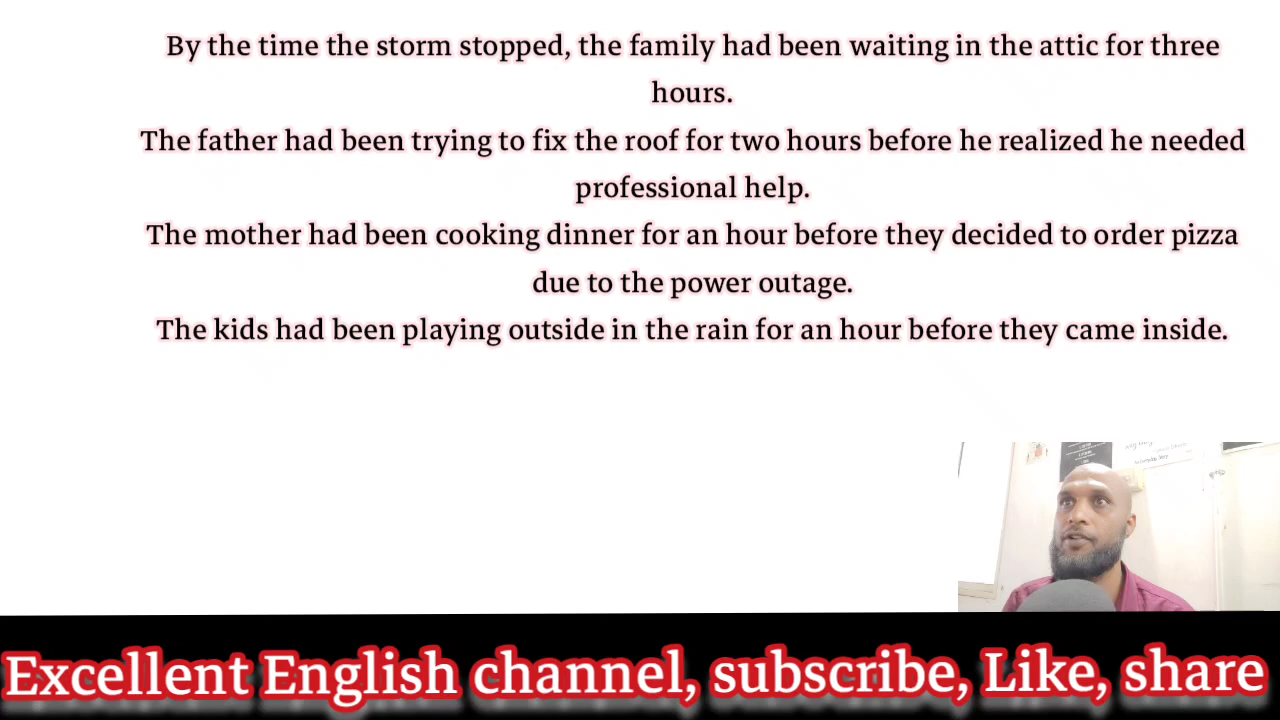 By the time the storm stopped, the family had been waiting in the attic for three
hours.
The father had been trying to fix the roof for two hours before he realized he needed
professional help.
The mother had been cooking dinner for an hour before they decided to order pizza
due to the power outage.
The kids had been playing outside in the rain for an hour before they came inside.
Excellent English channel, subscribe, Like, share